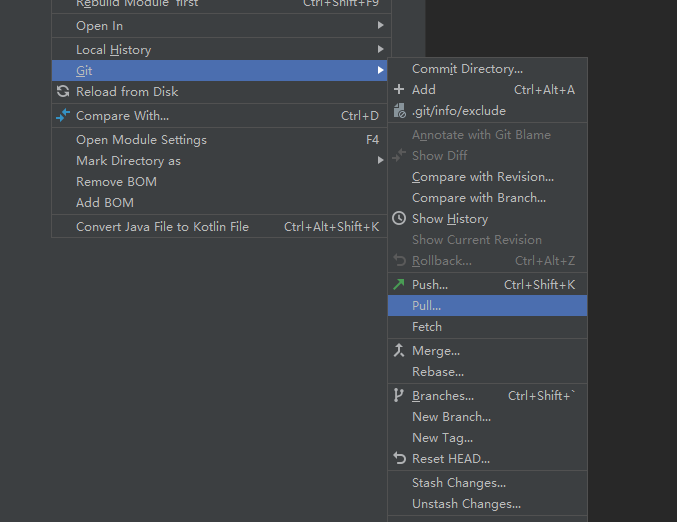 Rebuild Module 'first' Ctrl+Shift+F9
Open In
Local History
Git
Reload from Disk
Compare With... Ctrl+D
Open Module Settings F4
Mark Directory as
Remove BOM
Add BOM
Convert Java File to Kotlin File Ctrl+Alt+Shift+K
Commit Directory...
Add Ctrl+Alt+A
.git/info/exclude
Annotate with Git Blame
Show Diff
Compare with Revision...
Compare with Branch...
Show History
Show Current Revision
Rollback... Ctrl+Alt+Z
Push... Ctrl+Shift+K
Pull...
Fetch
Merge...
Rebase...
Branches... Ctrl+Shift+`
New Branch...
New Tag...
Reset HEAD...
Stash Changes...
Unstash Changes...